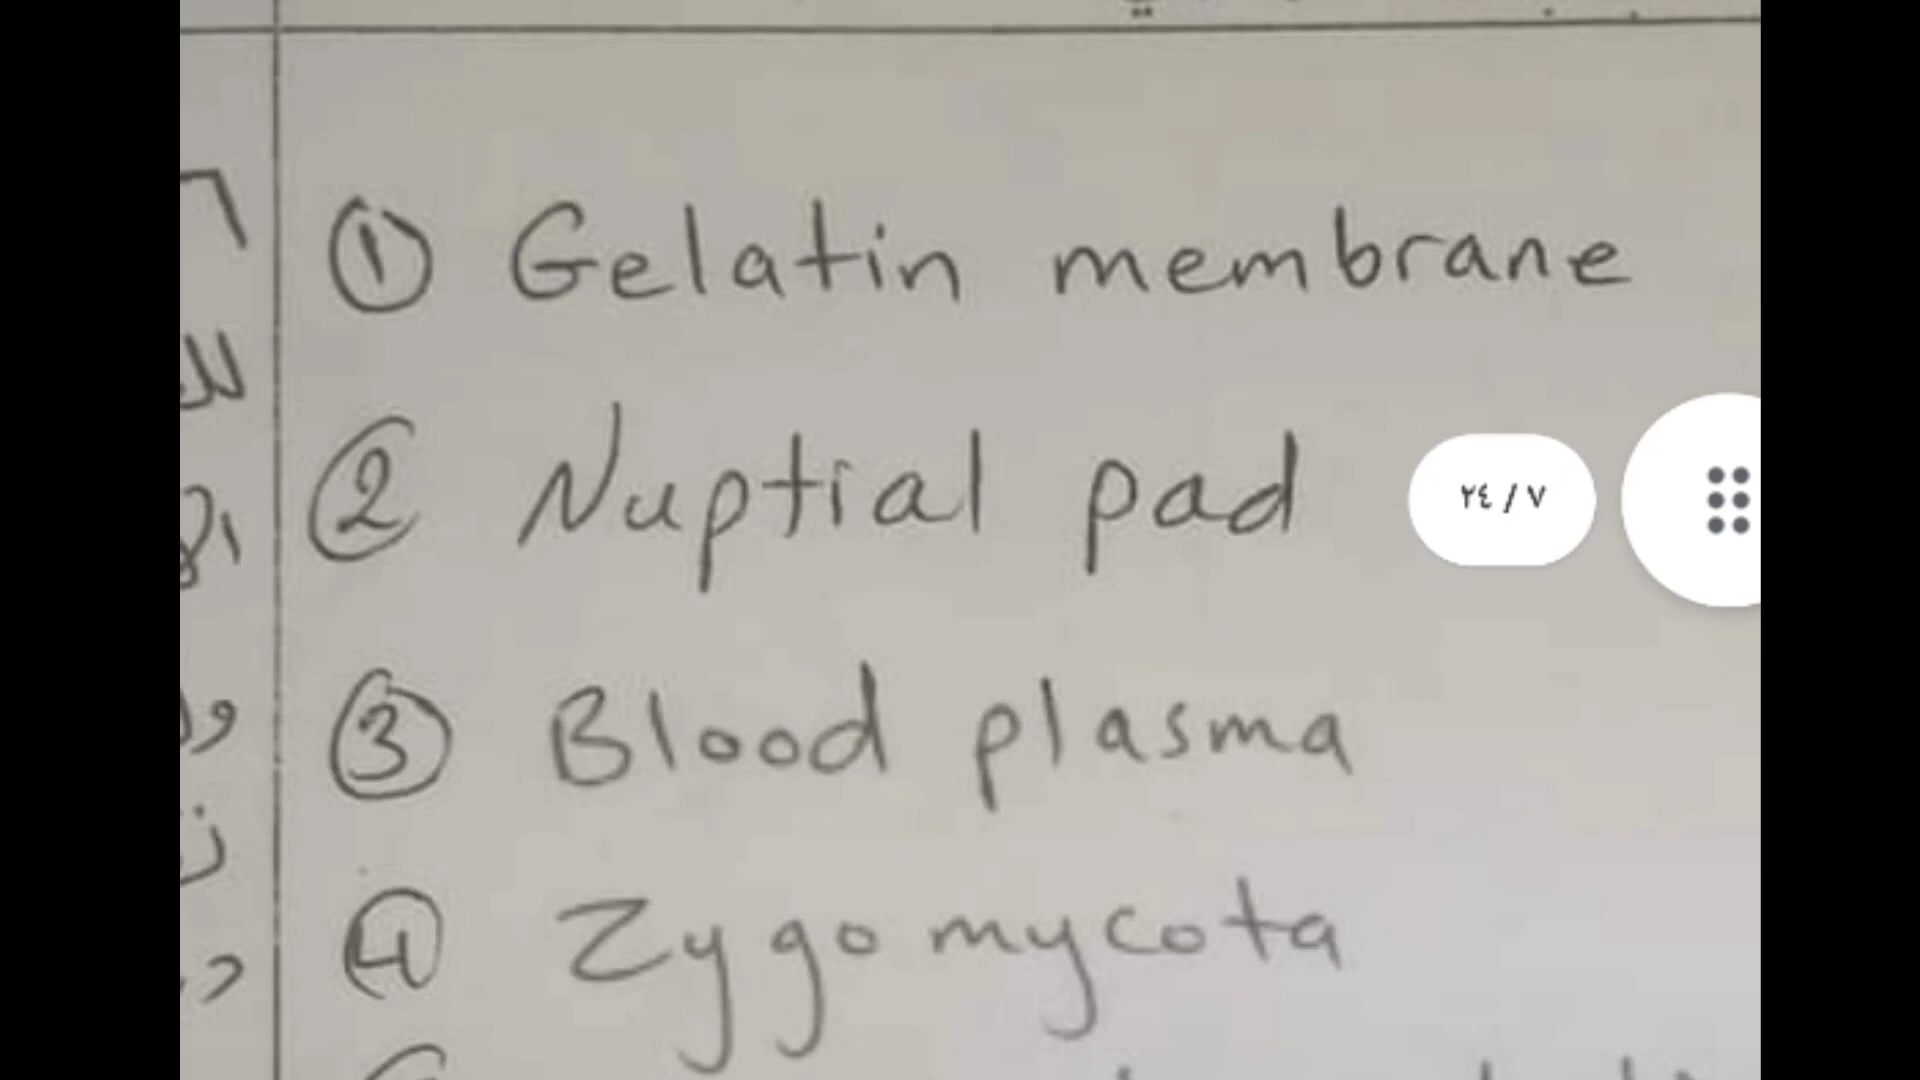 ① Gelatin membrane
② Nuptial pad
٢٤ / ٧
③ Blood plasma
④ Zygomycota